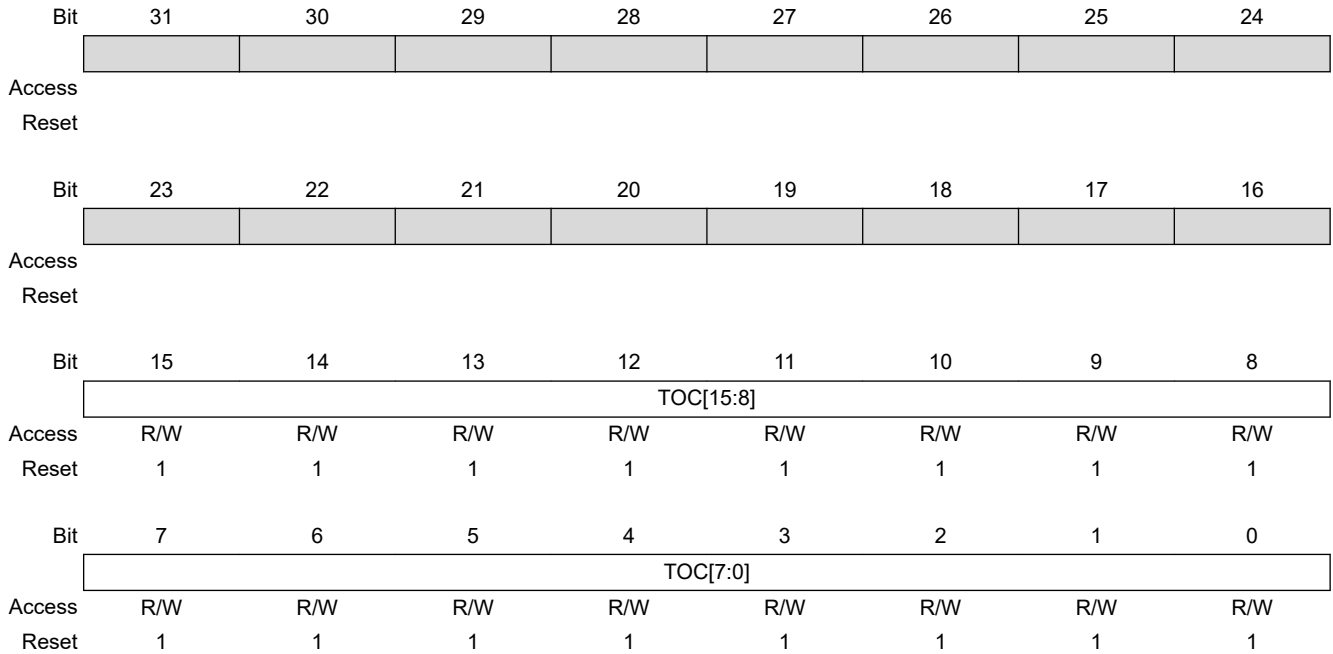 Bit 31 30 29 28 27 26 25 24
Access
Reset
Bit 23 22 21 20 19 18 17 16
Access
Reset
Bit 15 14 13 12 11 10 9 8
TOC[15:8]
Access R/W R/W R/W R/W R/W R/W R/W R/W
Reset 1 1 1 1 1 1 1 1
Bit 7 6 5 4 3 2 1 0
TOC[7:0]
Access R/W R/W R/W R/W R/W R/W R/W R/W
Reset 1 1 1 1 1 1 1 1